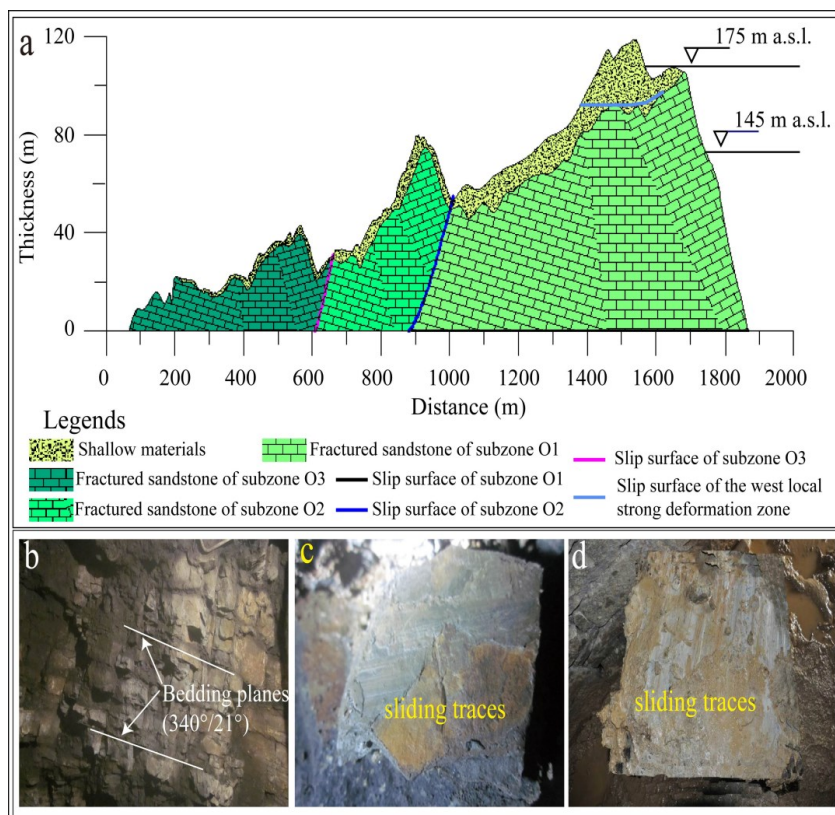 a
120
175 m a.s.l.
145 m a.s.l.
80
40
0
Thickness (m)
0
200
400
600
800
1000
1200
1400
1600
1800
2000
Distance (m)
Legends
Shallow materials
Fractured sandstone of subzone O1
Slip surface of subzone O3
Fractured sandstone of subzone O3
Slip surface of subzone O1
Slip surface of the west local
strong deformation zone
Fractured sandstone of subzone O2
Slip surface of subzone O2
b
Bedding planes
(340°/21°)
c
sliding traces
d
sliding traces